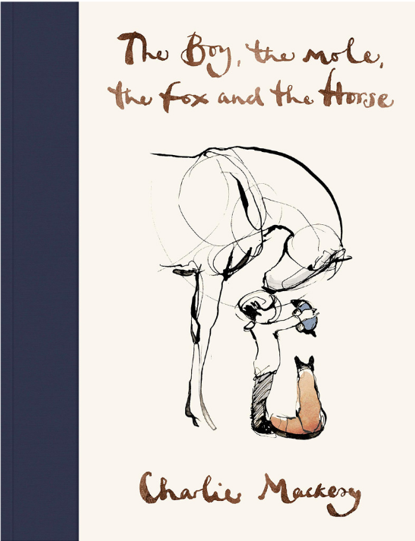 The Boy, the mole,
the fox and the Horse
Charlie Mackesy